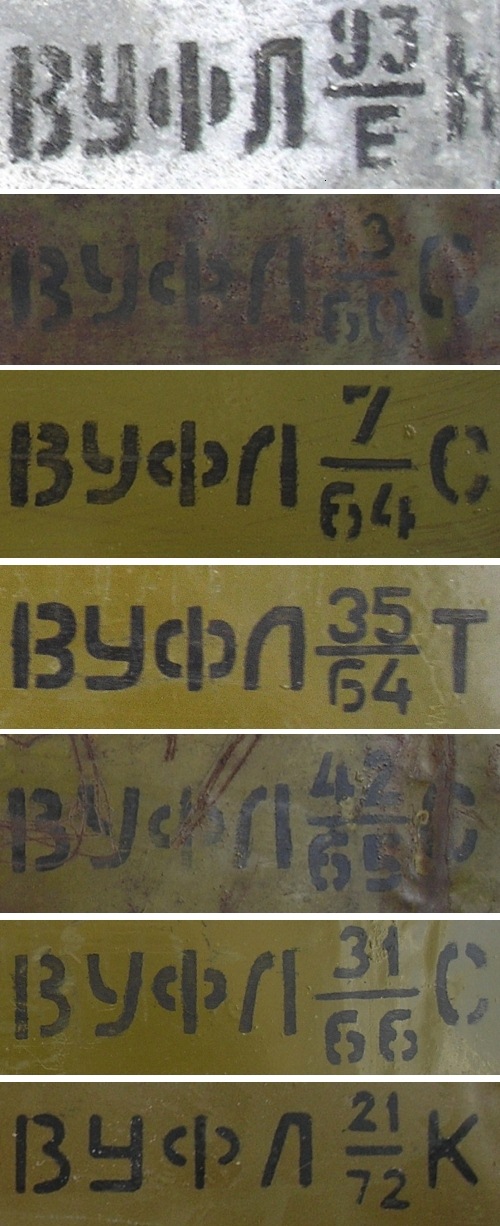 ВУФЛ 93/Е К
ВУФЛ 13/60 С
ВУФЛ 7/64 С
ВУФЛ 35/64 Т
ВУФЛ 42/65 С
ВУФЛ 31/66 С
ВУФЛ 21/72 К